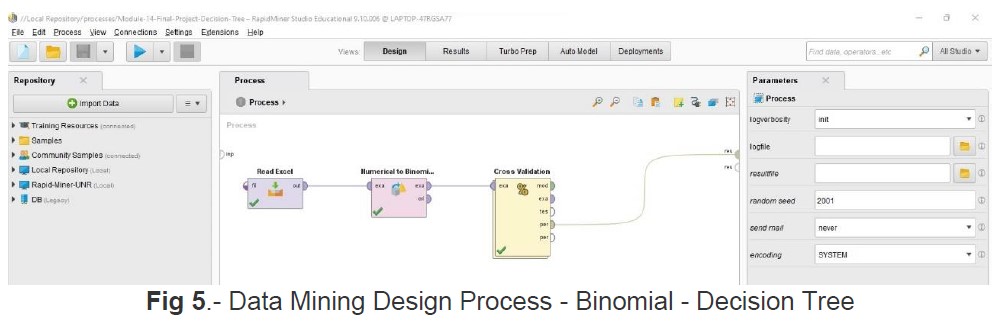 //Local Repository/processes/Module-14-Final-Project-Decision-Tree – RapidMiner Studio Educational 9.10.008 @ LAPTOP-47RGSA77
File Edit Process View Connections Settings Extensions Help
Views: Design Results Turbo Prep Auto Model Deployments Find data, operators...etc All Studio
Repository
Import Data
Training Resources (connected)
Samples
Community Samples (connected)
Local Repository (Local)
Rapid-Miner-UNR (Local)
DB (Legacy)
Process
Process
Process
inp
res
res
Read Excel
fil out
Numerical to Binomi...
exa exa
ori
Cross Validation
exa mod
exa
tes
per
per
Parameters
Process
logverbosity init
logfile
resultfile
random seed 2001
send mail never
encoding SYSTEM
Fig 5.- Data Mining Design Process - Binomial - Decision Tree